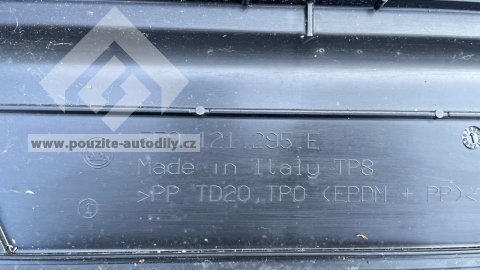 121.295.E
www.pouzite-autodily.cz
Made in Italy TP8
>PP TD20,TPO (EPDM + PP)<